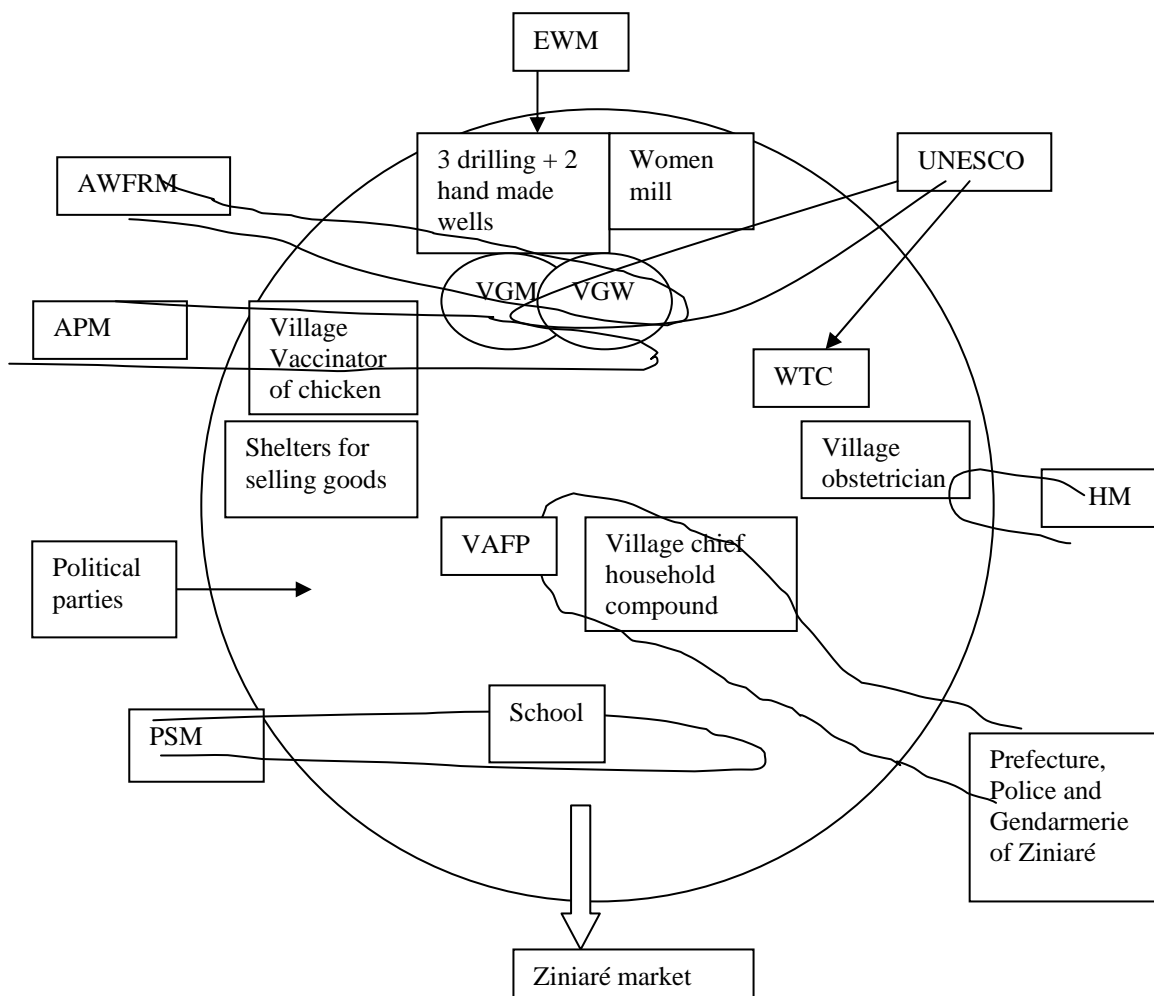 EWM
3 drilling + 2
hand made
wells
Women
mill
UNESCO
AWFRM
VGM
VGW
APM
Village
Vaccinator
of chicken
WTC
Shelters for
selling goods
Village
obstetrician
HM
VAFP
Village chief
household
compound
Political
parties
School
PSM
Prefecture,
Police and
Gendarmerie
of Ziniaré
Ziniaré market